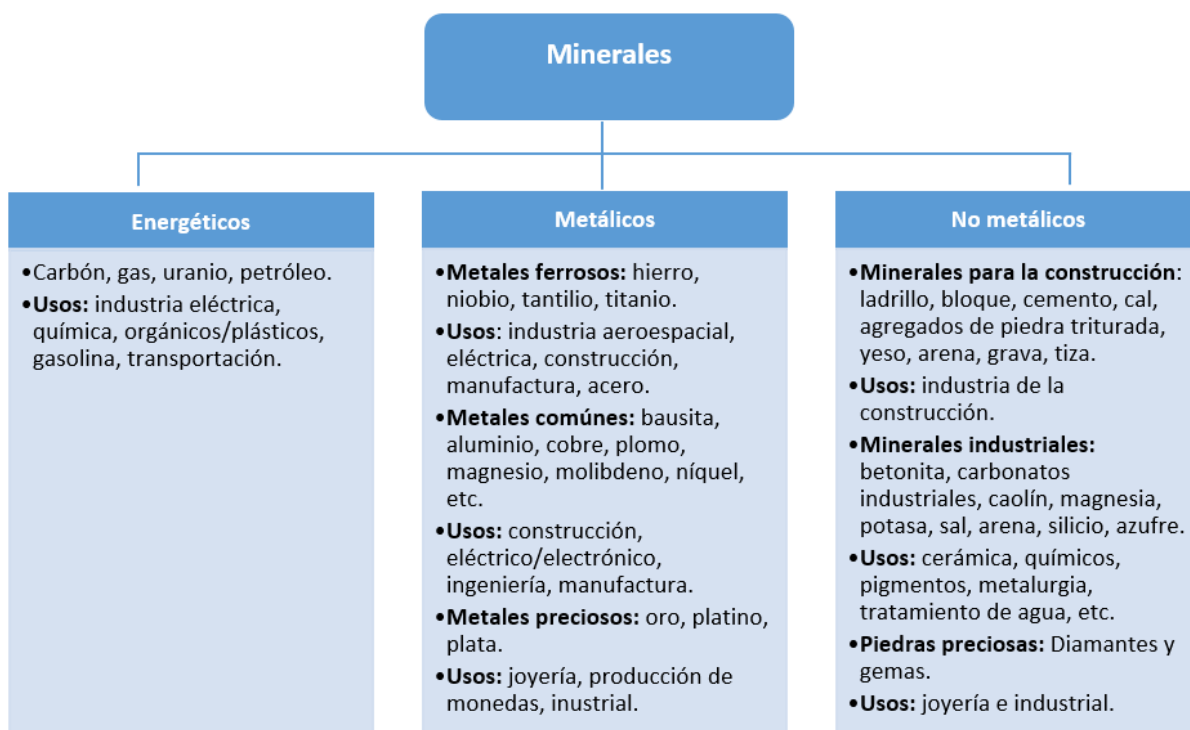 Minerales
Energéticos
•Carbón, gas, uranio, petróleo.
•Usos: industria eléctrica,
química, orgánicos/plásticos,
gasolina, transportación.
Metálicos
•Metales ferrosos: hierro,
niobio, tantilio, titanio.
•Usos: industria aeroespacial,
eléctrica, construcción,
manufactura, acero.
•Metales comúnes: bausita,
aluminio, cobre, plomo,
magnesio, molibdeno, níquel,
etc.
•Usos: construcción,
eléctrico/electrónico,
ingeniería, manufactura.
•Metales preciosos: oro, platino,
plata.
•Usos: joyería, producción de
monedas, inustrial.
No metálicos
•Minerales para la construcción:
ladrillo, bloque, cemento, cal,
agregados de piedra triturada,
yeso, arena, grava, tiza.
•Usos: industria de la
construcción.
•Minerales industriales:
betonita, carbonatos
industriales, caolín, magnesia,
potasa, sal, arena, silicio, azufre.
•Usos: cerámica, químicos,
pigmentos, metalurgia,
tratamiento de agua, etc.
•Piedras preciosas: Diamantes y
gemas.
•Usos: joyería e industrial.